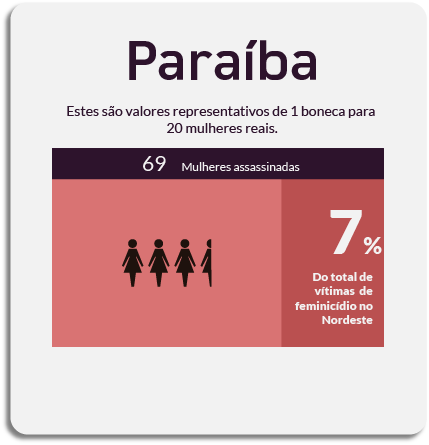 Paraíba
Estes são valores representativos de 1 boneca para
20 mulheres reais.
69 Mulheres assassinadas
7%
Do total de
vítimas de
feminicídio no
Nordeste